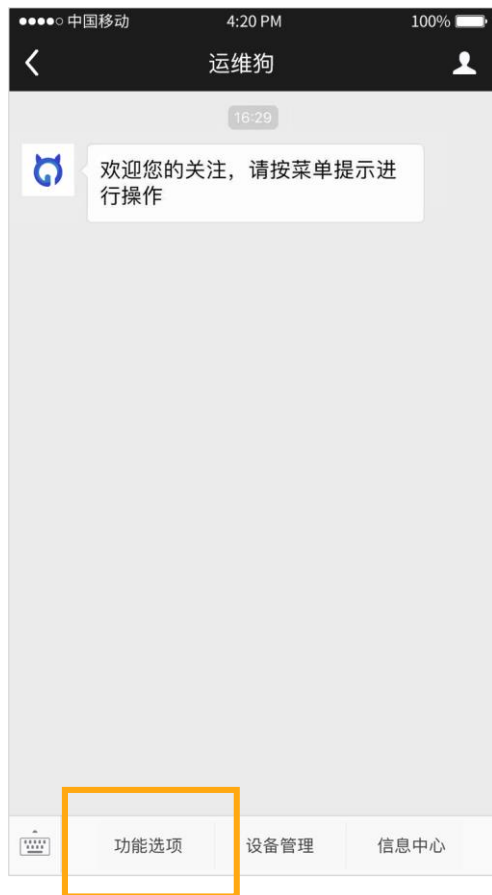 中国移动 4:20 PM 100%
运维狗
16:29
欢迎您的关注，请按菜单提示进
行操作
功能选项 设备管理 信息中心